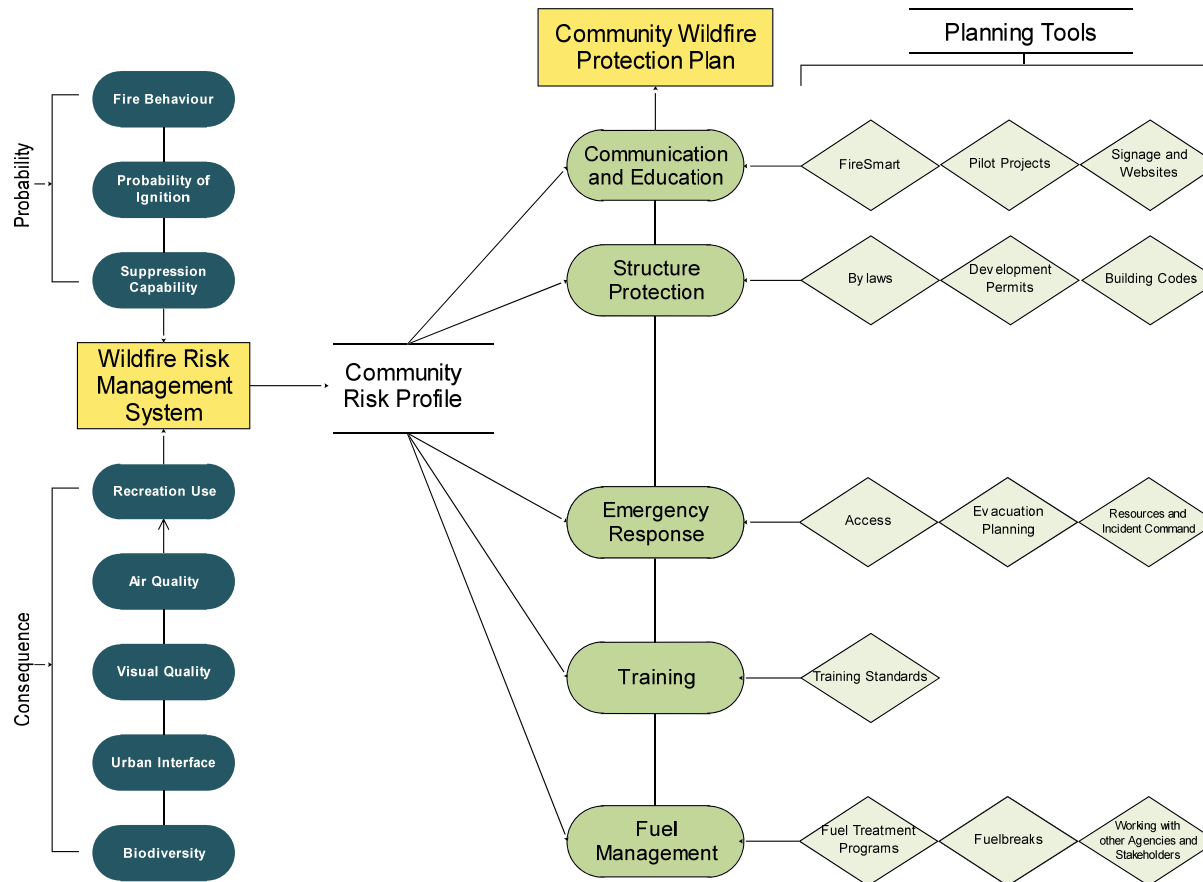 Community Wildfire
Protection Plan
Planning Tools
Probability
Fire Behaviour
Probability of
Ignition
Suppression
Capability
Wildfire Risk
Management
System
Consequence
Recreation Use
Air Quality
Visual Quality
Urban Interface
Biodiversity
Community
Risk Profile
Communication
and Education
FireSmart
Pilot Projects
Signage and
Websites
Structure
Protection
Bylaws
Development
Permits
Building Codes
Emergency
Response
Access
Evacuation
Planning
Resources and
Incident Command
Training
Training Standards
Fuel
Management
Fuel Treatment
Programs
Fuelbreaks
Working with
other Agencies and
Stakeholders